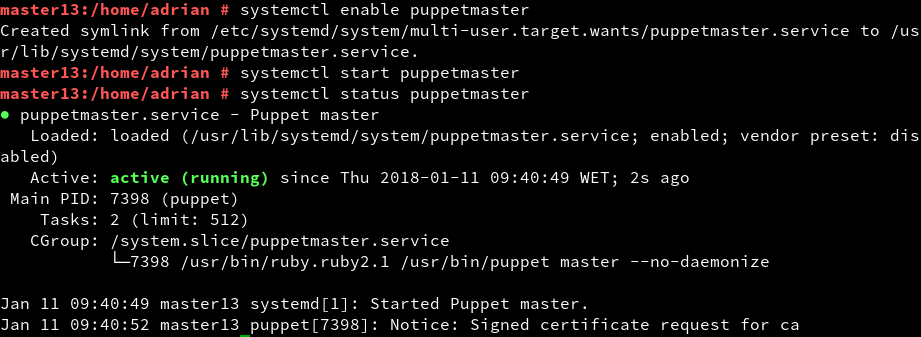 master13:/home/adrian # systemctl enable puppetmaster
Created symlink from /etc/systemd/system/multi-user.target.wants/puppetmaster.service to /us
r/lib/systemd/system/puppetmaster.service.
master13:/home/adrian # systemctl start puppetmaster
master13:/home/adrian # systemctl status puppetmaster
● puppetmaster.service - Puppet master
   Loaded: loaded (/usr/lib/systemd/system/puppetmaster.service; enabled; vendor preset: dis
abled)
   Active: active (running) since Thu 2018-01-11 09:40:49 WET; 2s ago
 Main PID: 7398 (puppet)
    Tasks: 2 (limit: 512)
   CGroup: /system.slice/puppetmaster.service
           └─7398 /usr/bin/ruby.ruby2.1 /usr/bin/puppet master --no-daemonize

Jan 11 09:40:49 master13 systemd[1]: Started Puppet master.
Jan 11 09:40:52 master13 puppet[7398]: Notice: Signed certificate request for ca